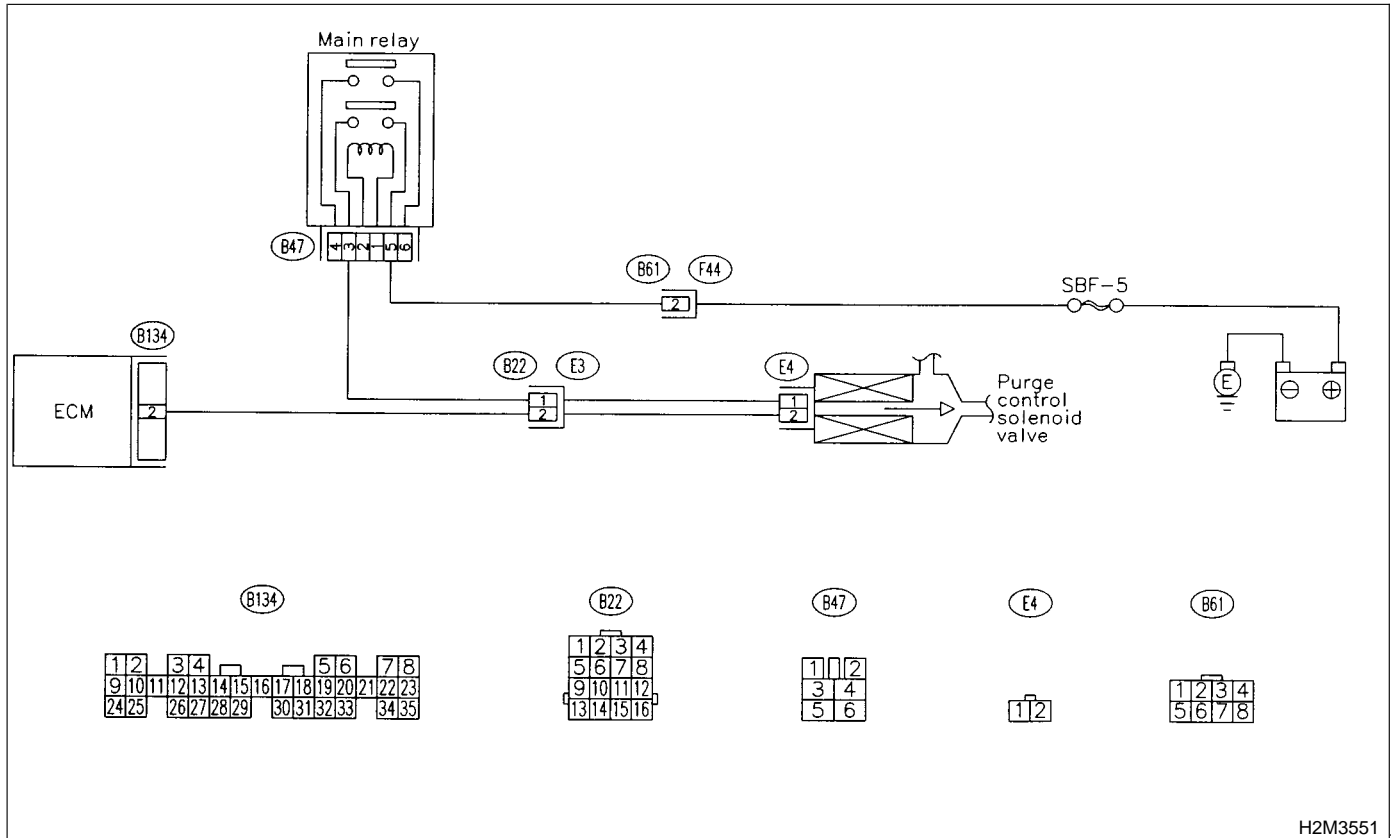 Main relay
B47
4 3 2 1 5 6
B61 F44
2
SBF-5
B134
ECM
2
B22 E3
1
2
E4
1
2
E
⊖ ⊕
Purge
control
solenoid
valve
B134
1 2 3 4 5 6 7 8
9 10 11 12 13 14 15 16 17 18 19 20 21 22 23
24 25 26 27 28 29 30 31 32 33 34 35
B22
1 2 3 4
5 6 7 8
9 10 11 12
13 14 15 16
B47
1 2
3 4
5 6
E4
1 2
B61
1 2 3 4
5 6 7 8
H2M3551